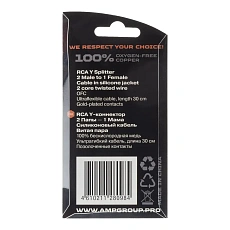 WE RESPECT YOUR CHOICE!
100% OXYGEN-FREE COPPER
RCA Y Splitter
2 Male to 1 Female
Cable in silicone jacket
2 core twisted wire
OFC
Ultraflexible cable, length 30 cm
Gold-plated contacts
RCA Y-коннектор
2 Папы — 1 Мама
Силиконовый кабель
Витая пара
100% бескислородная медь
Ультрагибкий кабель, длина 30 см
Позолоченные контакты
4610211280984
WWW.AMPGROUP.PRO